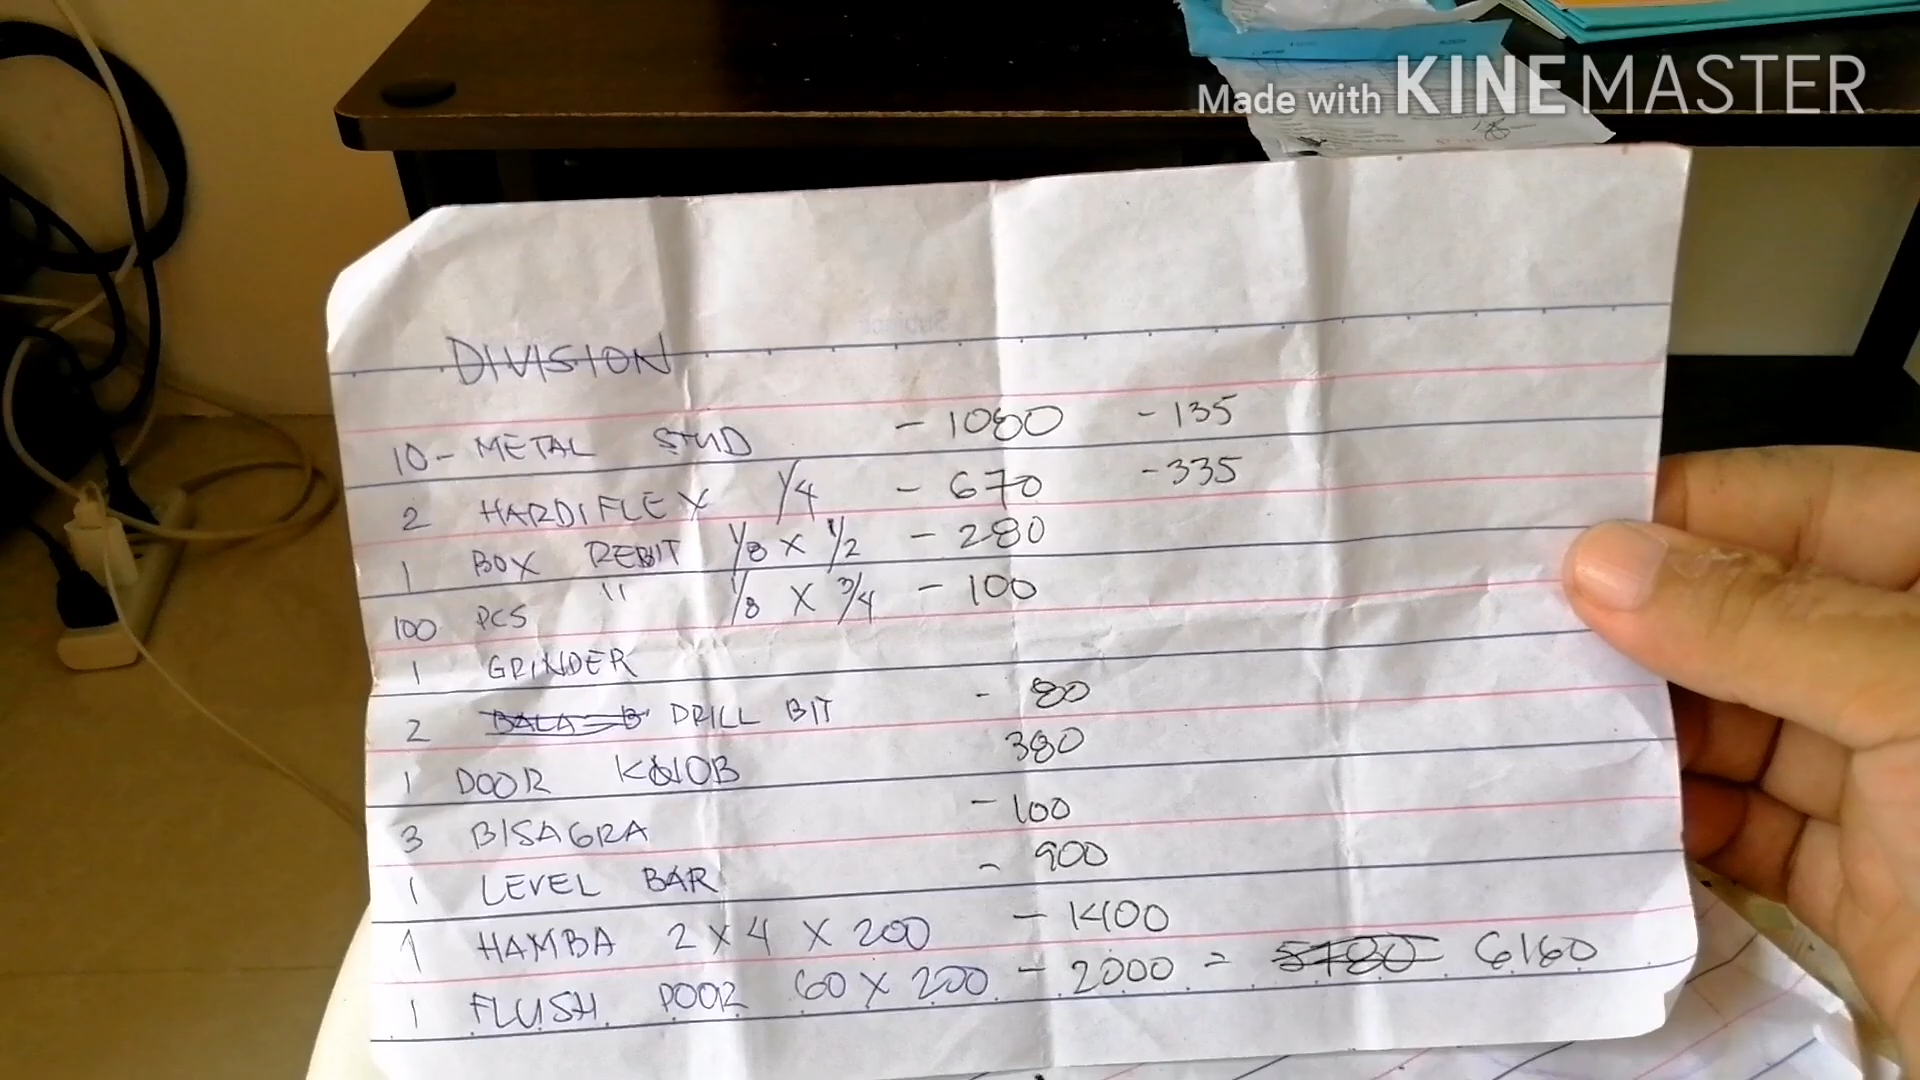 Made with KINEMASTER
DIVISION
10- METAL STUD - 1080 - 135
2 HARDIFLEX 1/4 - 670 - 335
1 BOX REBIT 1/8 X 1/2 - 280
100 PCS " 1/8 X 3/4 - 100
1 GRINDER
2 DRILL BIT - 80
1 DOOR KNOB 380
3 BISAGRA - 100
1 LEVEL BAR - 900
1 HAMBA 2 X 4 X 200 - 1400
1 FLUSH DOOR 60 X 200 - 2000 = 5780 6160